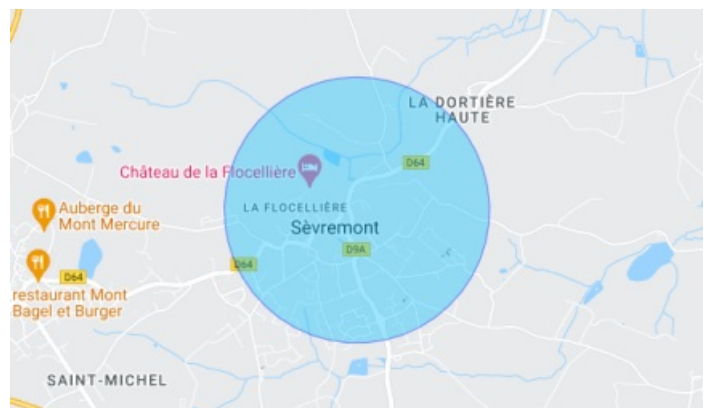 LA DORTIÈRE
HAUTE
D64
Château de la Flocellière
Auberge du
Mont Mercure
LA FLOCELLIÈRE
Sèvremont
D9A
D64
D64
restaurant Mont
Bagel et Burger
SAINT-MICHEL